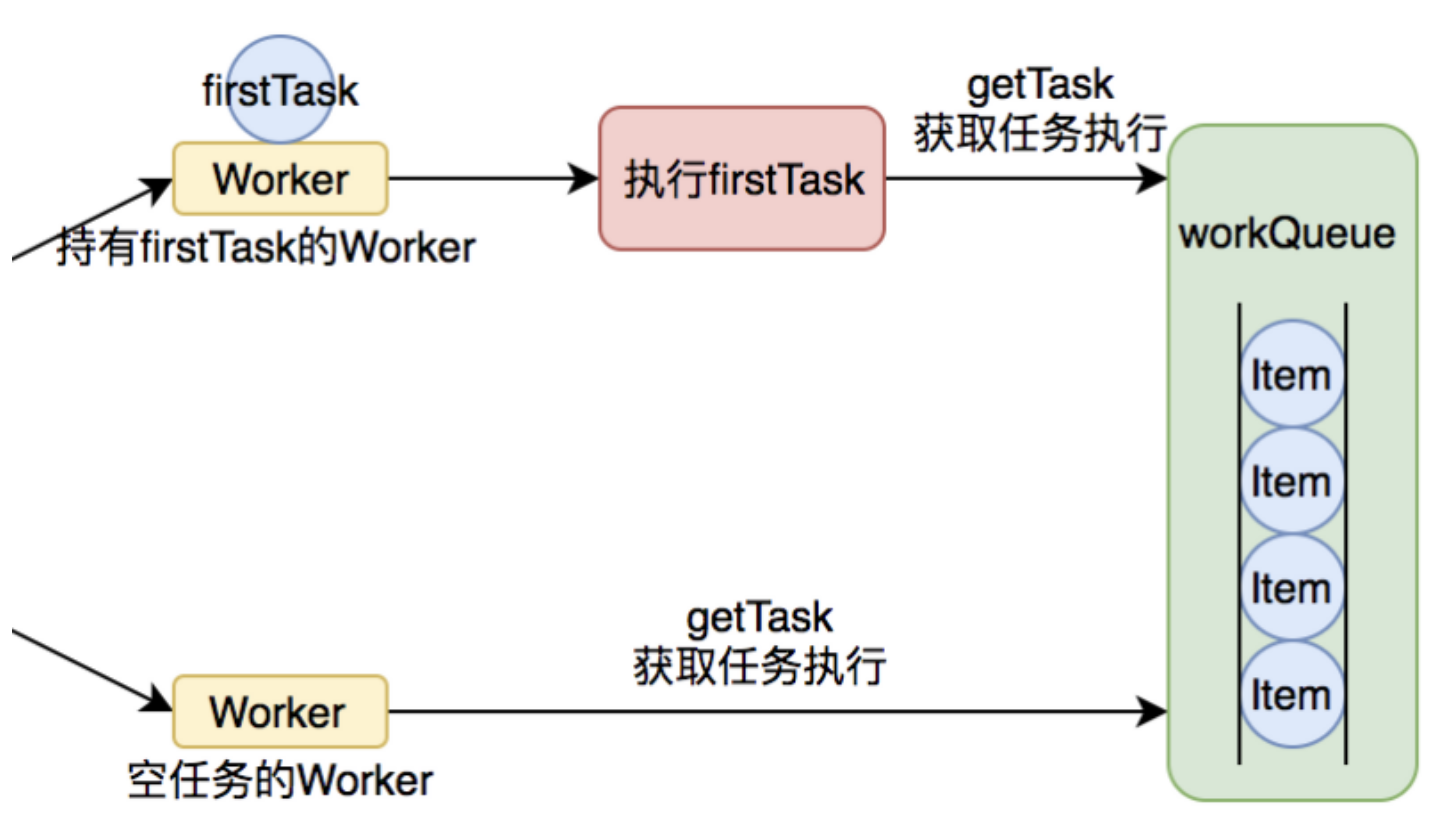 firstTask
Worker
持有firstTask的Worker
执行firstTask
getTask
获取任务执行
workQueue
Item
Item
Item
Item
getTask
获取任务执行
Worker
空任务的Worker